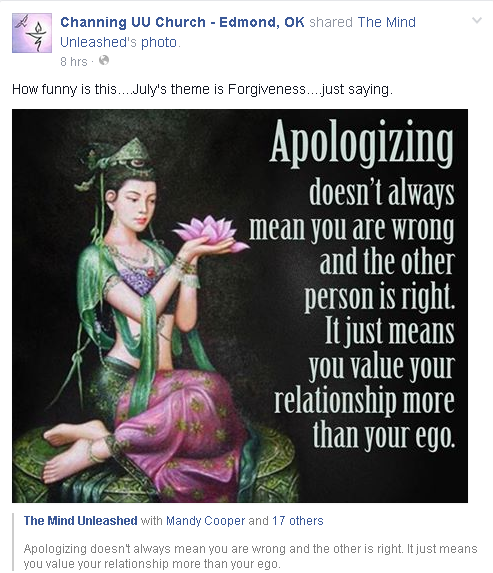 Channing UU Church - Edmond, OK shared The Mind
Unleashed's photo.
8 hrs ·
How funny is this....July's theme is Forgiveness....just saying.
Apologizing
doesn't always
mean you are wrong
and the other
person is right.
It just means
you value your
relationship more
than your ego.
The Mind Unleashed with Mandy Cooper and 17 others
Apologizing doesn't always mean you are wrong and the other is right. It just means
you value your relationship more than your ego.